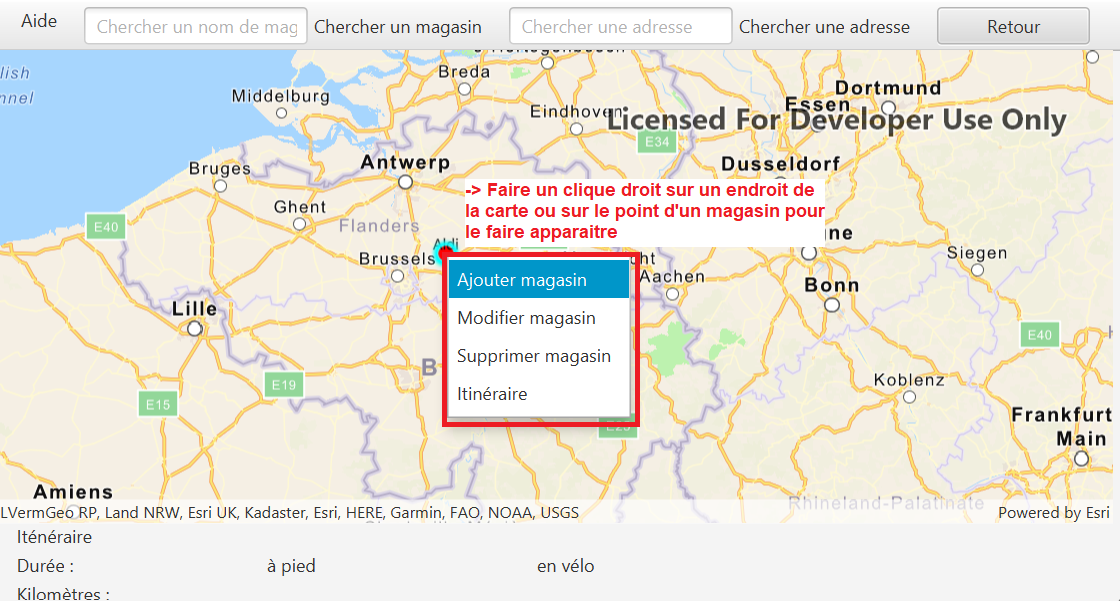 Aide
Chercher un nom de mag
Chercher un magasin
Chercher une adresse
Chercher une adresse
Retour
lish
nnel
Breda
Middelburg
Eindhoven
Essen
Dortmund
Licensed For Developer Use Only
E34
Antwerp
Dusseldorf
Bruges
-> Faire un clique droit sur un endroit de
la carte ou sur le point d'un magasin pour
le faire apparaitre
Ghent
Flanders
E40
Aldi
ne
Brussels
ht
Aachen
Siegen
Bonn
Ajouter magasin
Modifier magasin
Supprimer magasin
Itinéraire
Lille
E40
B
E19
E15
Koblenz
Frankfurt
Main
Amiens
Rhineland-Palatinate
LVermGeo RP, Land NRW, Esri UK, Kadaster, Esri, HERE, Garmin, FAO, NOAA, USGS
Powered by Esri
Iténéraire
Durée :
à pied
en vélo
Kilomètres :